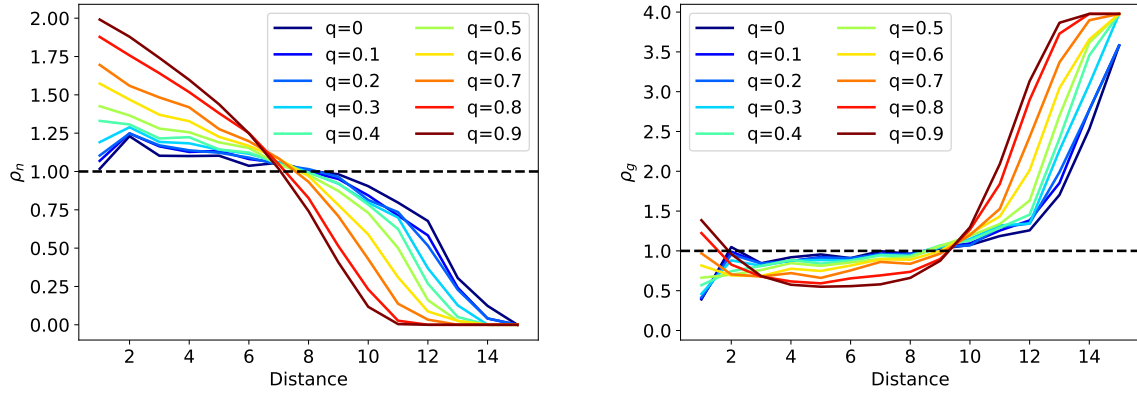 2.00
1.75
1.50
1.25
1.00
0.75
0.50
0.25
0.00
ρn
2 4 6 8 10 12 14
Distance
q=0 q=0.5
q=0.1 q=0.6
q=0.2 q=0.7
q=0.3 q=0.8
q=0.4 q=0.9
4.0
3.5
3.0
2.5
2.0
1.5
1.0
0.5
0.0
ρg
2 4 6 8 10 12 14
Distance
q=0 q=0.5
q=0.1 q=0.6
q=0.2 q=0.7
q=0.3 q=0.8
q=0.4 q=0.9